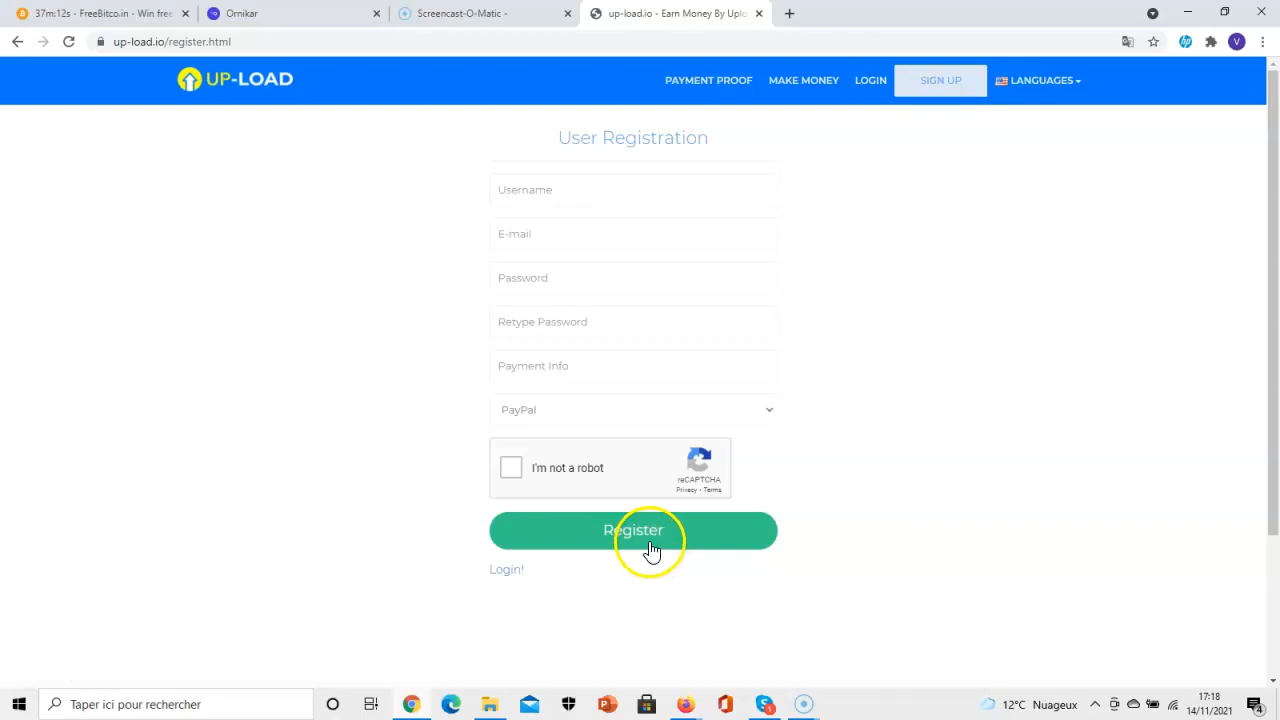 37m:12s - FreeBitco.in - Win free
Ornikar
Screencast-O-Matic -
up-load.io - Earn Money By Uplo
up-load.io/register.html
V
UP-LOAD
PAYMENT PROOF
MAKE MONEY
LOGIN
SIGN UP
LANGUAGES
User Registration
Username
E-mail
Password
Retype Password
Payment Info
PayPal
I'm not a robot
reCAPTCHA
Privacy - Terms
Register
Login!
Taper ici pour rechercher
12°C Nuageux
17:18
14/11/2021
4